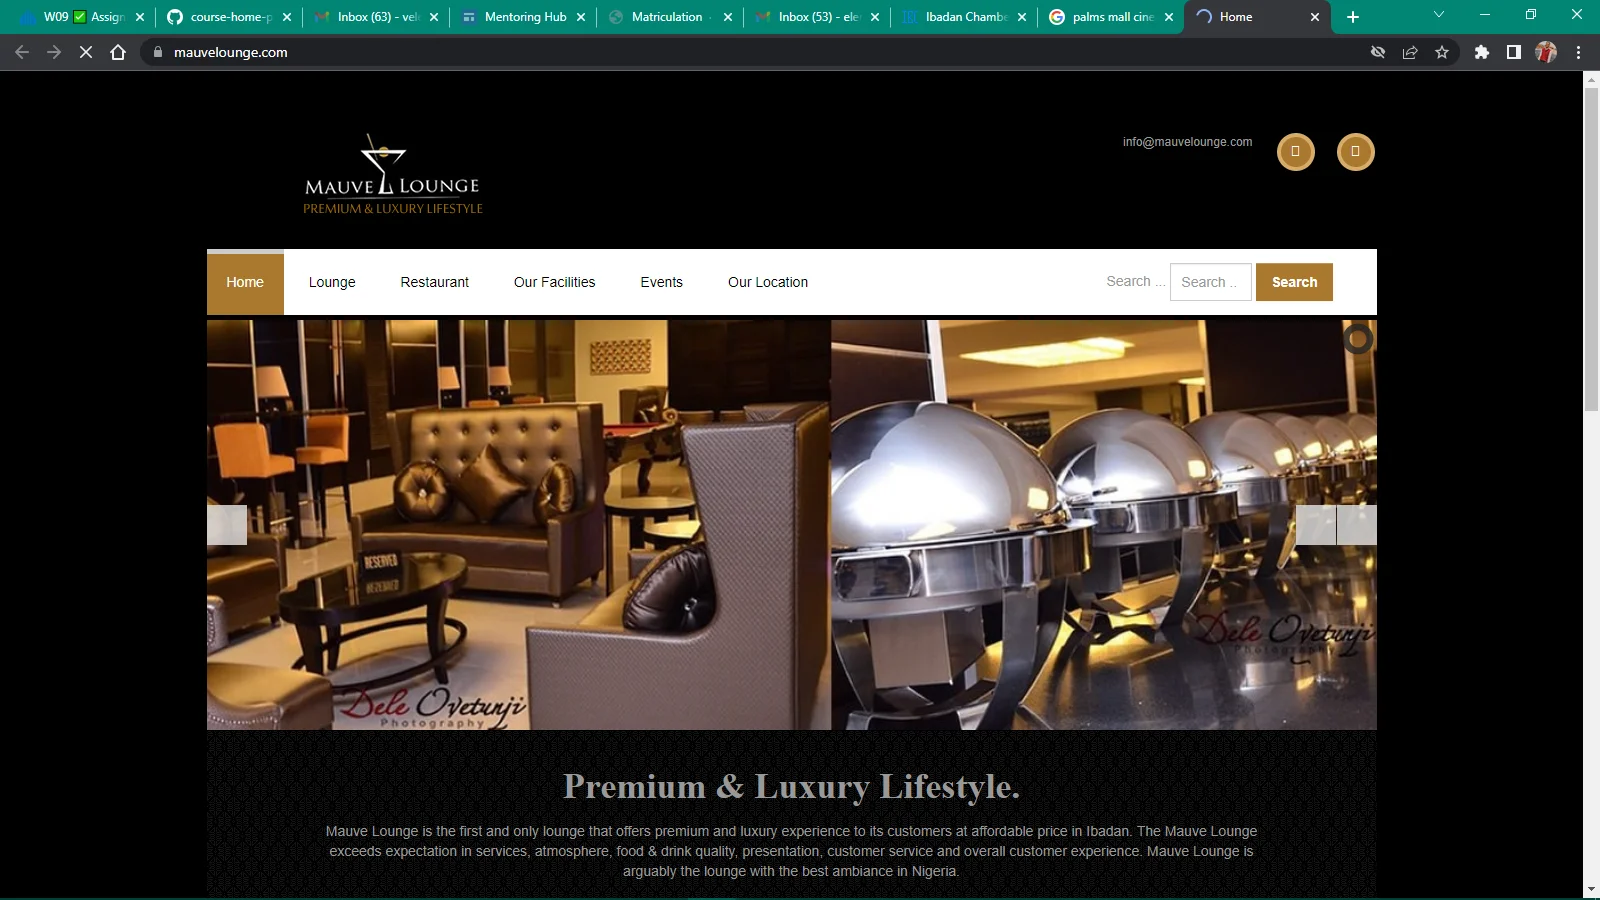 W09 ✅ Assign
course-home-p
Inbox (63) - vel
Mentoring Hub
Matriculation -
Inbox (53) - ele
Ibadan Chambe
palms mall cine
Home
mauvelounge.com
info@mauvelounge.com
MAUVE LOUNGE
PREMIUM & LUXURY LIFESTYLE
Home
Lounge
Restaurant
Our Facilities
Events
Our Location
Search ...
Search ..
Search
RESERVED
Dele Oyetunji
Photography
Dele Oyetunji
Photography
Premium & Luxury Lifestyle.
Mauve Lounge is the first and only lounge that offers premium and luxury experience to its customers at affordable price in Ibadan. The Mauve Lounge
exceeds expectation in services, atmosphere, food & drink quality, presentation, customer service and overall customer experience. Mauve Lounge is
arguably the lounge with the best ambiance in Nigeria.